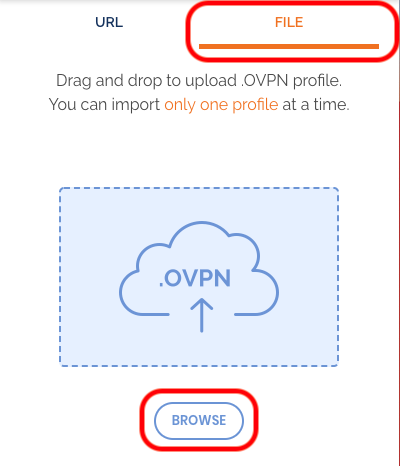 URL
FILE
Drag and drop to upload .OVPN profile.
You can import only one profile at a time.
.OVPN
BROWSE